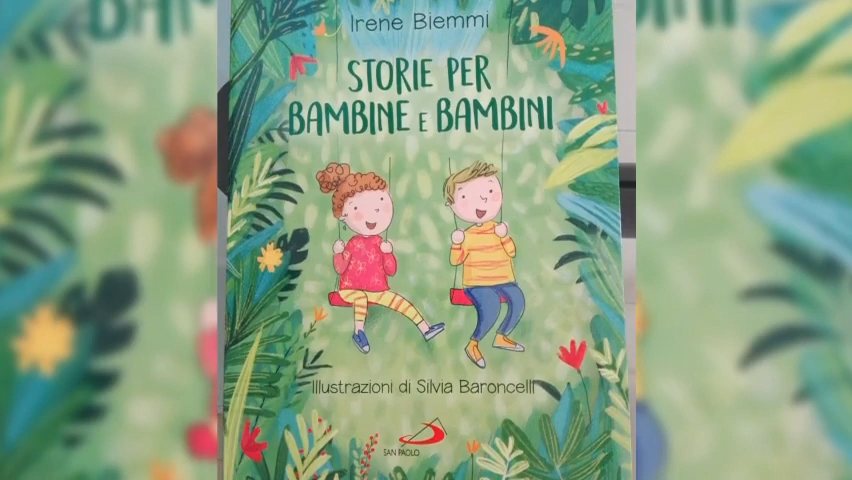 Irene Biemmi
STORIE PER
BAMBINE E BAMBINI
Illustrazioni di Silvia Baroncelli
SAN PAOLO